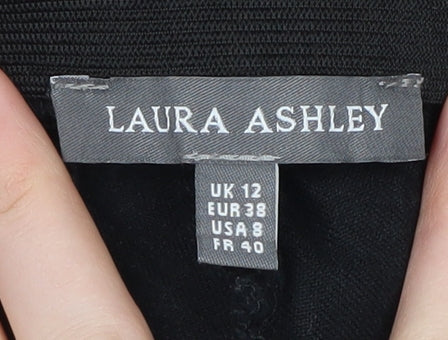 LAURA ASHLEY
UK 12
EUR 38
USA 8
FR 40